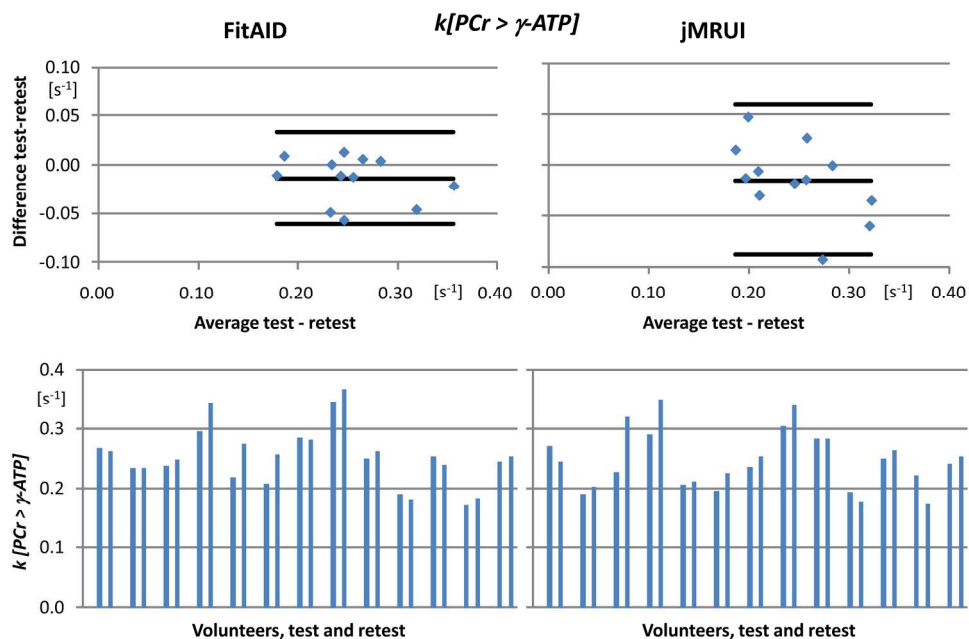 k[PCr > γ-ATP]
FitAID
jMRUI
0.10
[s-1]
0.05
0.00
-0.05
-0.10
Difference test-retest
0.00
0.10
0.20
0.30
[s-1]
0.40
Average test - retest
0.00
0.10
0.20
0.30
[s-1]
0.40
Average test - retest
0.4
[s-1]
0.3
0.2
0.1
0.0
k[PCr > γ-ATP]
Volunteers, test and retest
Volunteers, test and retest